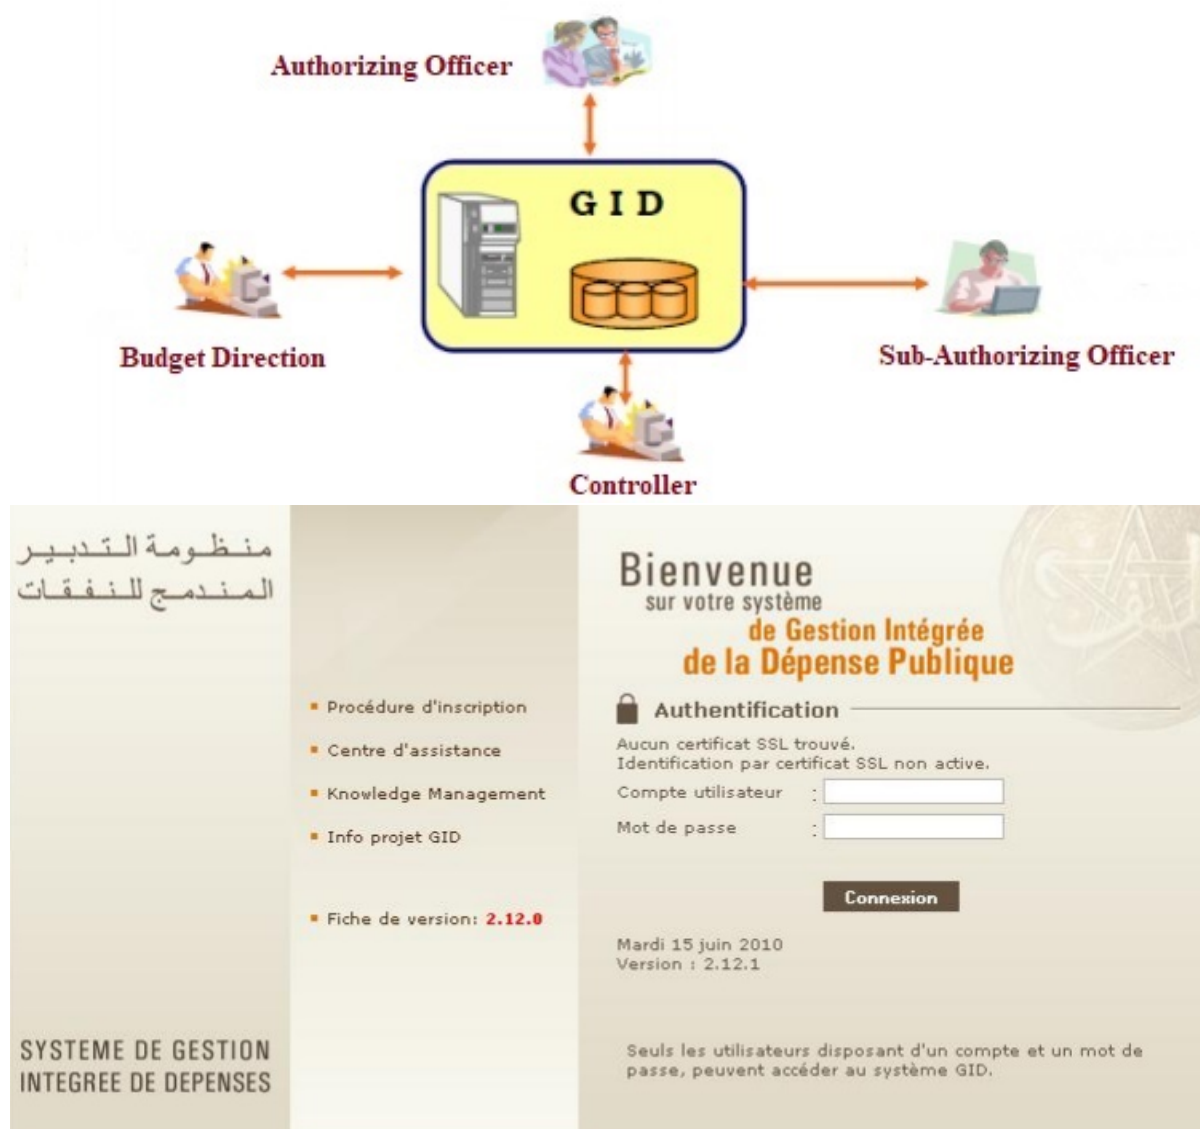 Authorizing Officer
G I D
Budget Direction
Sub-Authorizing Officer
Controller
منظومة التدبير
المندمج للنفقات
Procédure d'inscription
Centre d'assistance
Knowledge Management
Info projet GID
Fiche de version: 2.12.0
SYSTEME DE GESTION
INTEGREE DE DEPENSES
Bienvenue
sur votre système
de Gestion Intégrée
de la Dépense Publique
Authentification
Aucun certificat SSL trouvé.
Identification par certificat SSL non active.
Compte utilisateur :
Mot de passe :
Connexion
Mardi 15 juin 2010
Version : 2.12.1
Seuls les utilisateurs disposant d'un compte et un mot de
passe, peuvent accéder au système GID.